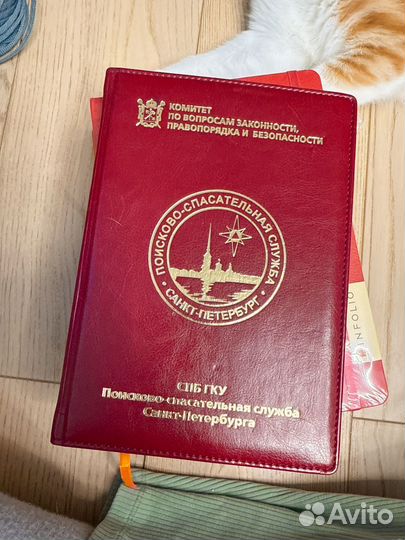 КОМИТЕТ
ПО ВОПРОСАМ ЗАКОННОСТИ,
ПРАВОПОРЯДКА И БЕЗОПАСНОСТИ
ПОИСКОВО-СПАСАТЕЛЬНАЯ СЛУЖБА
• САНКТ-ПЕТЕРБУРГ •
СПБ ГКУ
Поисково-спасательная служба
Санкт-Петербурга
INFOLIO
Avito